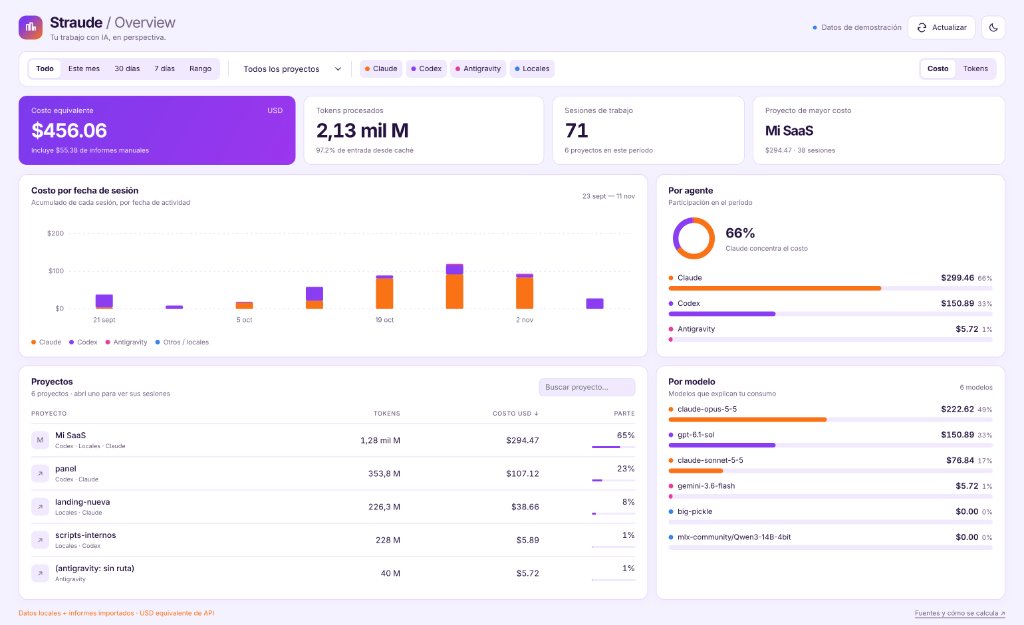 Straude / Overview
Tu trabajo con IA, en perspectiva.
Datos de demostración
Actualizar
Todo Este mes 30 días 7 días Rango
Todos los proyectos
Claude Codex Antigravity Locales
Costo Tokens
Costo equivalente USD
$456.06
Incluye $55.38 de informes manuales
Tokens procesados
2,13 mil M
97.2% de entrada desde caché
Sesiones de trabajo
71
6 proyectos en este período
Proyecto de mayor costo
Mi SaaS
$294.47 · 38 sesiones
Costo por fecha de sesión
Acumulado de cada sesión, por fecha de actividad
23 sept — 11 nov
$200
$100
$0
21 sept 5 oct 19 oct 2 nov
Claude Codex Antigravity Otros / locales
Por agente
Participación en el período
66%
Claude concentra el costo
Claude $299.46 66%
Codex $150.89 33%
Antigravity $5.72 1%
Proyectos
6 proyectos · abrí uno para ver sus sesiones
Buscar proyecto...
PROYECTO TOKENS COSTO USD ↓ PARTE
M Mi SaaS 1,28 mil M $294.47 65%
Codex · Locales · Claude
↗ panel 353,8 M $107.12 23%
Codex · Claude
↗ landing-nueva 226,3 M $38.66 8%
Locales · Claude
↗ scripts-internos 228 M $5.89 1%
Locales · Codex
↗ (antigravity: sin ruta) 40 M $5.72 1%
Antigravity
Por modelo
Modelos que explican tu consumo
6 modelos
claude-opus-5-5 $222.62 49%
gpt-6.1-sol $150.89 33%
claude-sonnet-5-5 $76.84 17%
gemini-3.6-flash $5.72 1%
big-pickle $0.00 0%
mlx-community/Qwen3-14B-4bit $0.00 0%
Datos locales + informes importados · USD equivalente de API
Fuentes y cómo se calcula ↗